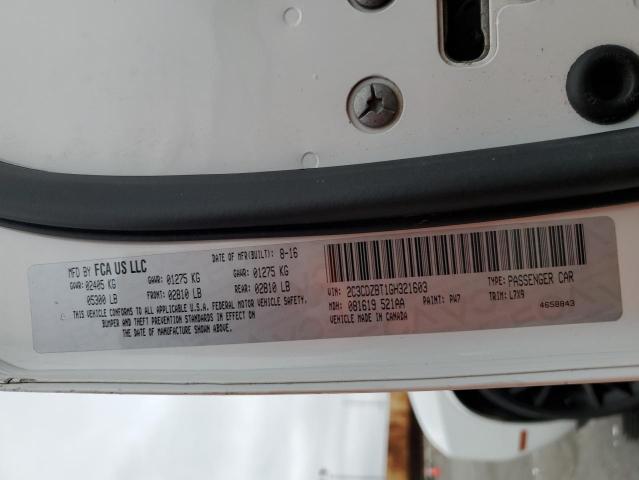 MFD BY FCA US LLC DATE OF MFR(BUILT): 8-16
GVWR: 02405 KG GAWR: 01275 KG GAWR: 01275 KG
05300 LB FRONT: 02810 LB REAR: 02810 LB
THIS VEHICLE CONFORMS TO ALL APPLICABLE U.S.A. FEDERAL MOTOR VEHICLE SAFETY,
BUMPER AND THEFT PREVENTION STANDARDS IN EFFECT ON
THE DATE OF MANUFACTURE SHOWN ABOVE.
VIN: 2C3CDZBT1GH321603 TYPE: PASSENGER CAR
MDH: 081619 521AA PAINT: PW7 TRIM: L7X9
VEHICLE MADE IN CANADA 4658843